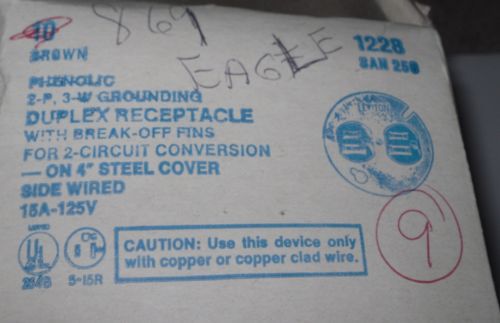 10
BROWN
869
EAGLE
1228
SAN 250
PHENOLIC
2-P, 3-W GROUNDING
DUPLEX RECEPTACLE
WITH BREAK-OFF FINS
FOR 2-CIRCUIT CONVERSION
— ON 4" STEEL COVER
SIDE WIRED
15A-125V
LISTED
UL
5-15R
CAUTION: Use this device only
with copper or copper clad wire.
9